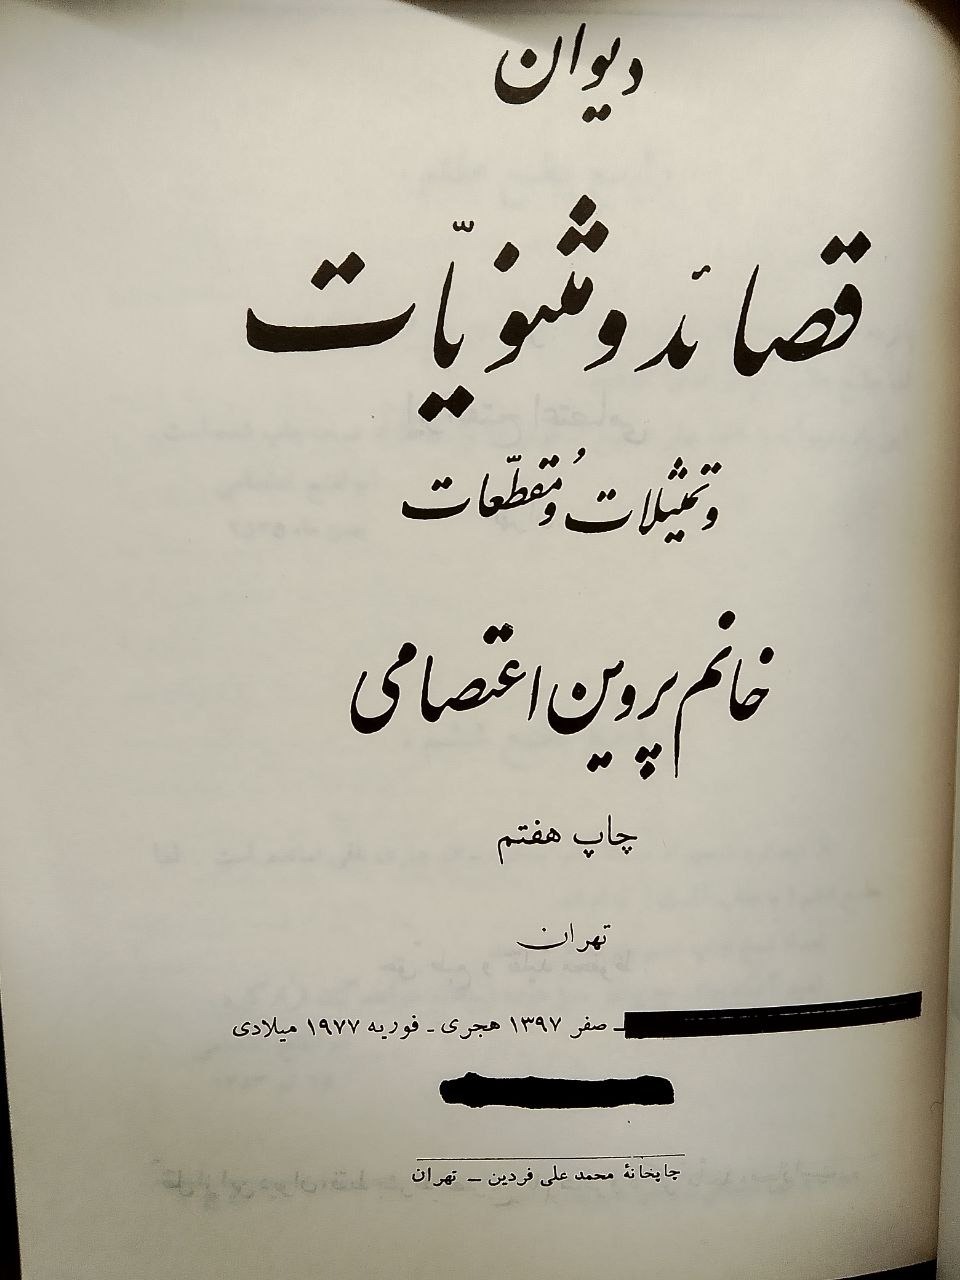 دیوان
قصائد و مثنویّات
و تمثیلات و مُقطّعات
خانم پروین اعتصامی
چاپ هفتم
تهران
ـ صفر ۱۳۹۷ هجری ـ فوریه ۱۹۷۷ میلادی
چاپخانهٔ محمد علی فردین ـ تهران